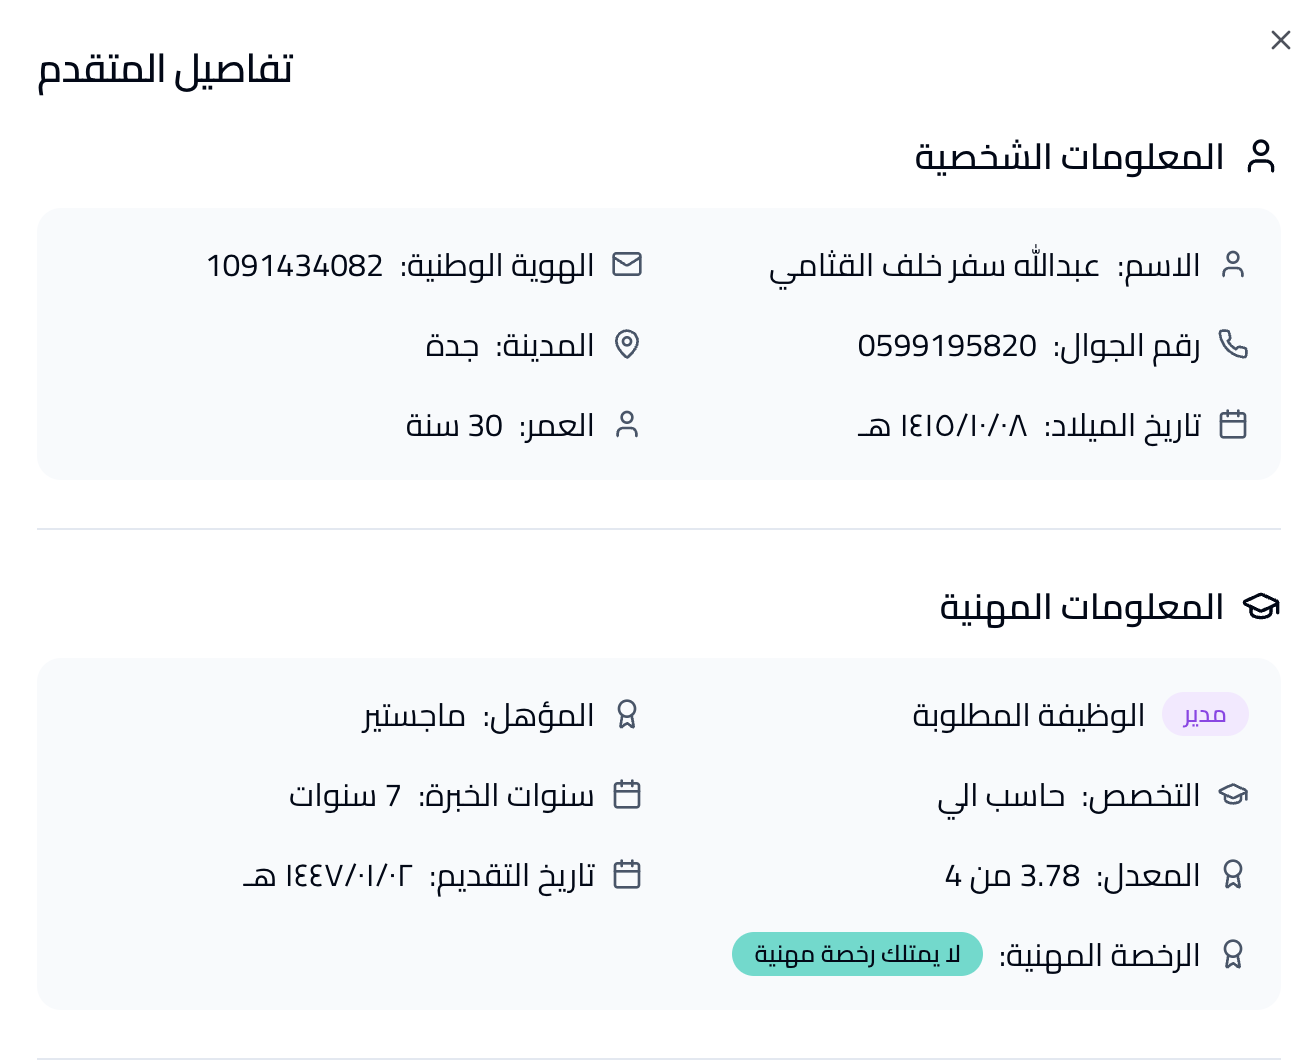 تفاصيل المتقدم
المعلومات الشخصية
الاسم: عبدالله سفر خلف القثامي
الهوية الوطنية: 1091434082
رقم الجوال: 0599195820
المدينة: جدة
تاريخ الميلاد: ١٤١٥/١٠/٠٨ هـ
العمر: 30 سنة
المعلومات المهنية
مدير الوظيفة المطلوبة
المؤهل: ماجستير
التخصص: حاسب الي
سنوات الخبرة: 7 سنوات
المعدل: 3.78 من 4
تاريخ التقديم: ١٤٤٧/٠١/٠٢ هـ
الرخصة المهنية: لا يمتلك رخصة مهنية